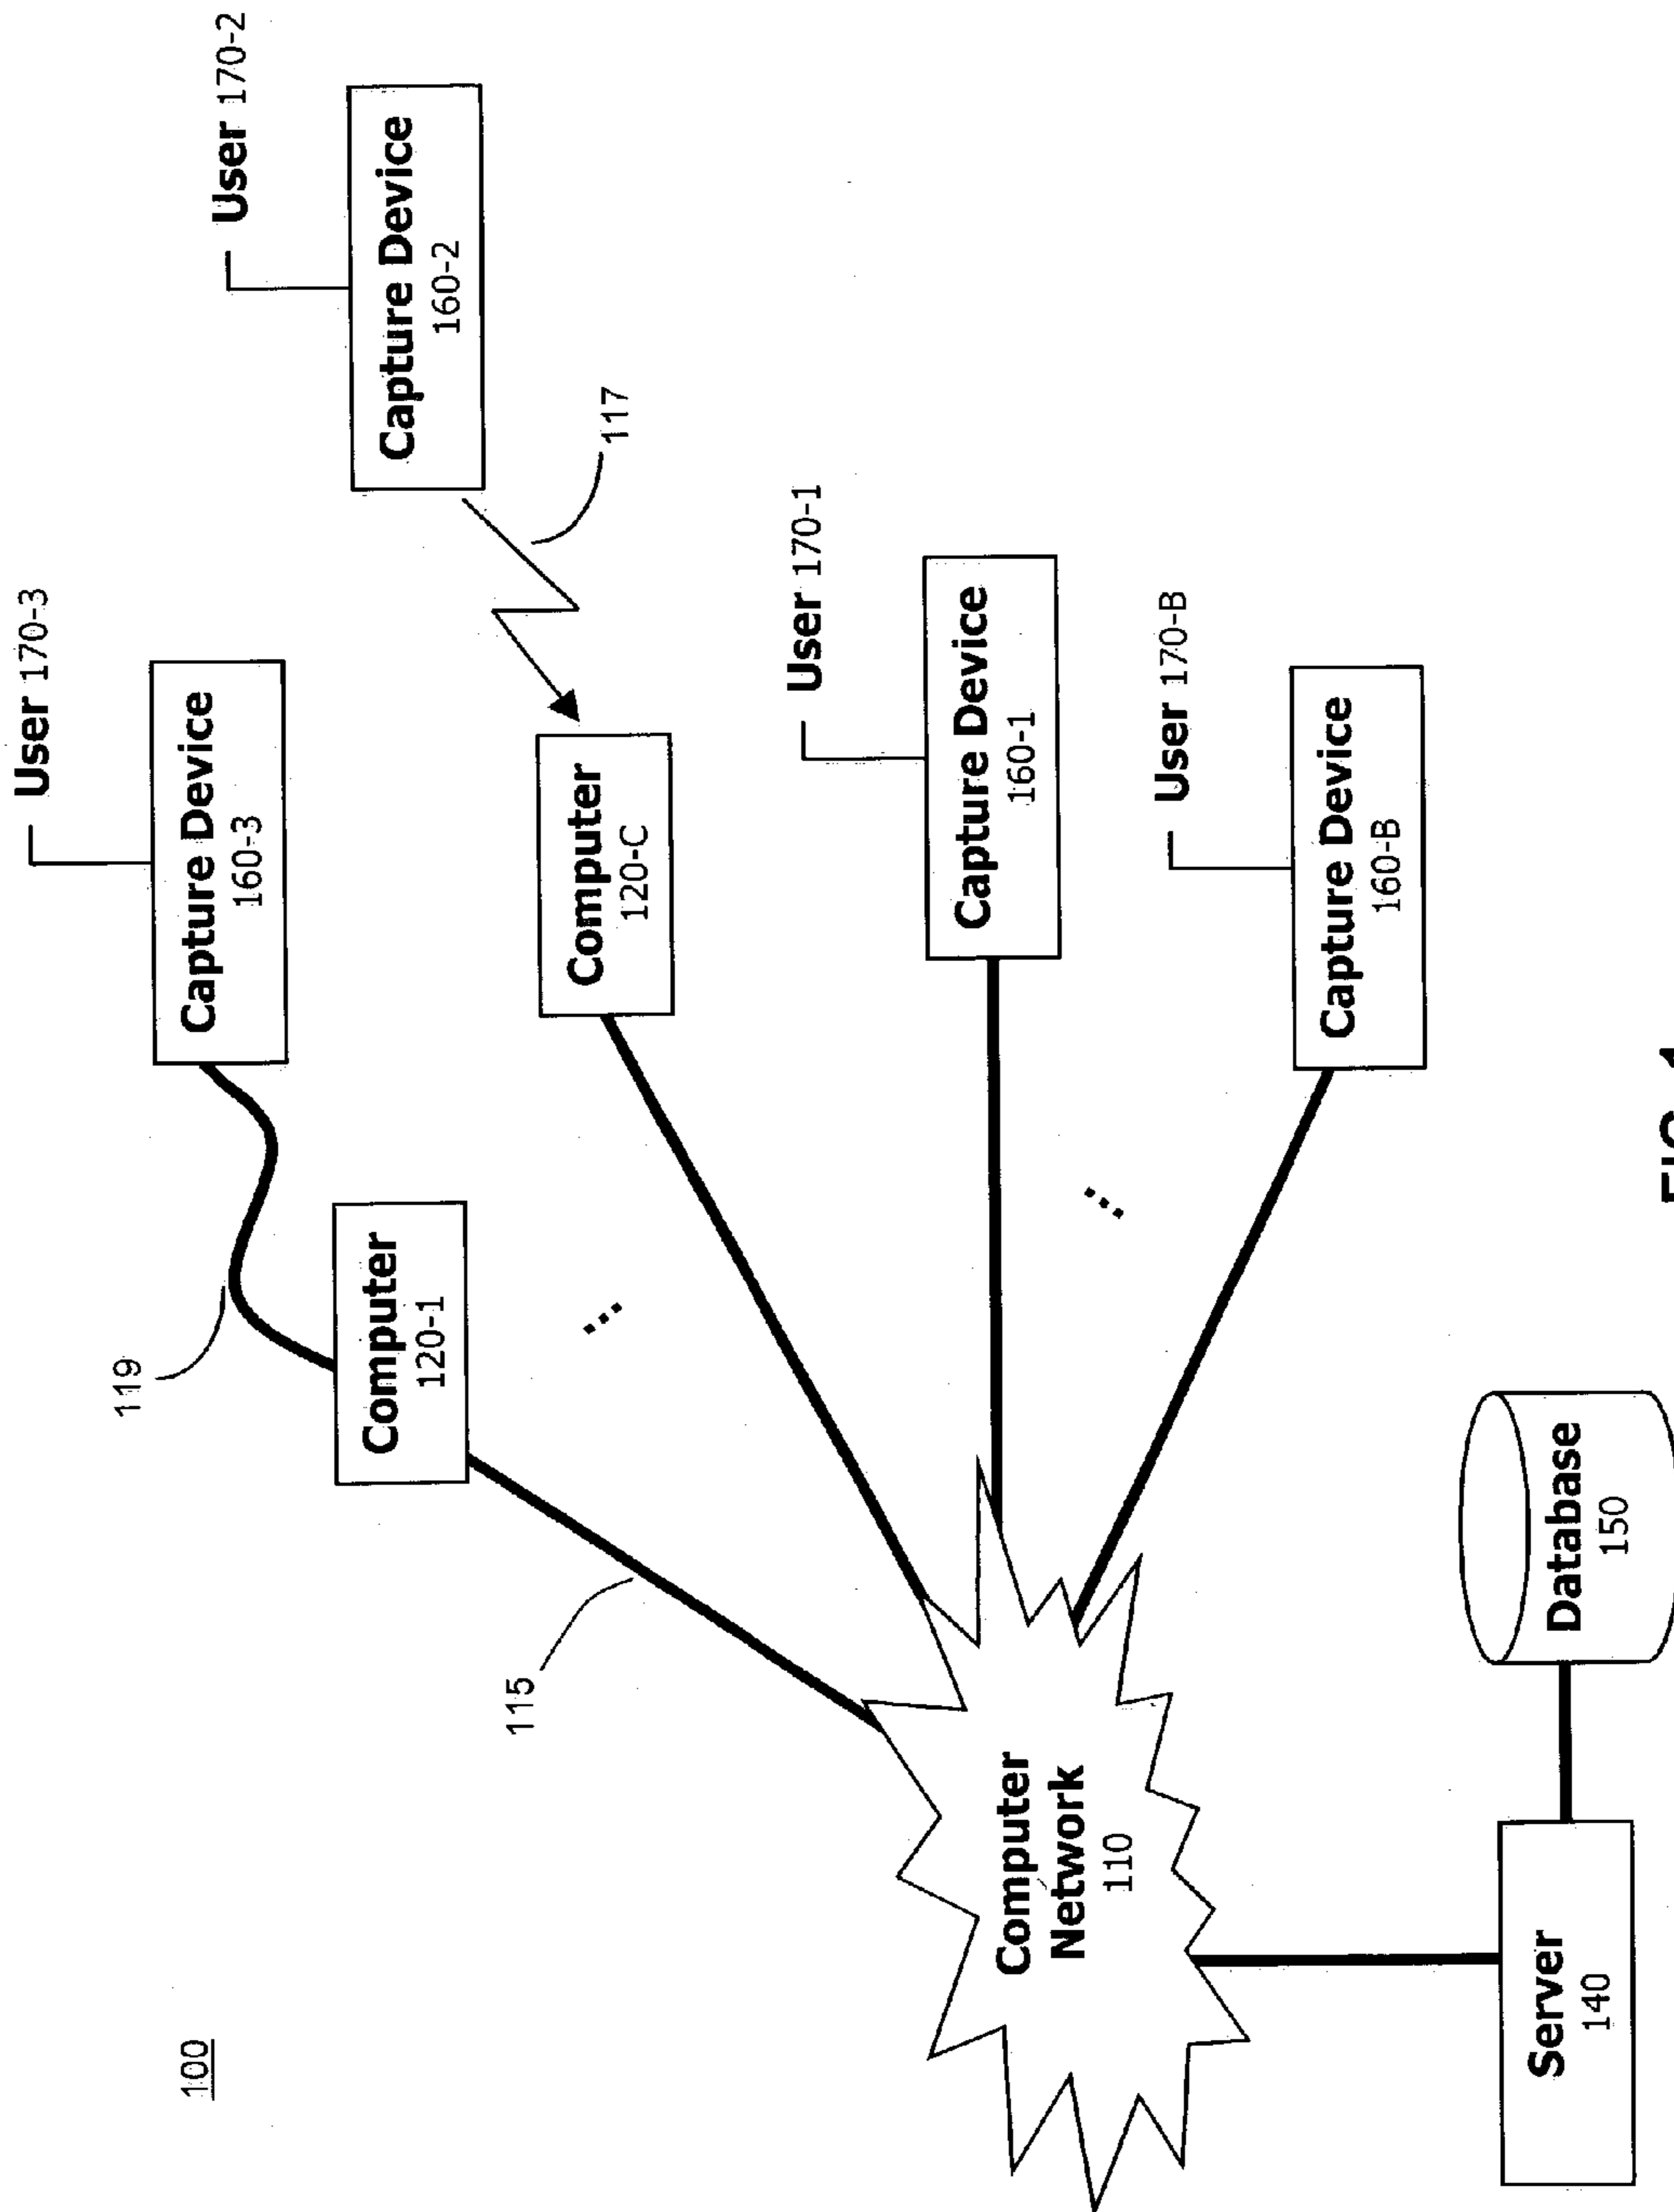 100
User 170-3
Capture Device
160-3
119
Computer
120-1
User 170-2
Capture Device
160-2
117
Computer
120-C
115
...
User 170-1
Capture Device
160-1
Computer
Network
110
...
User 170-B
Capture Device
160-B
Server
140
Database
150
FIG. 1